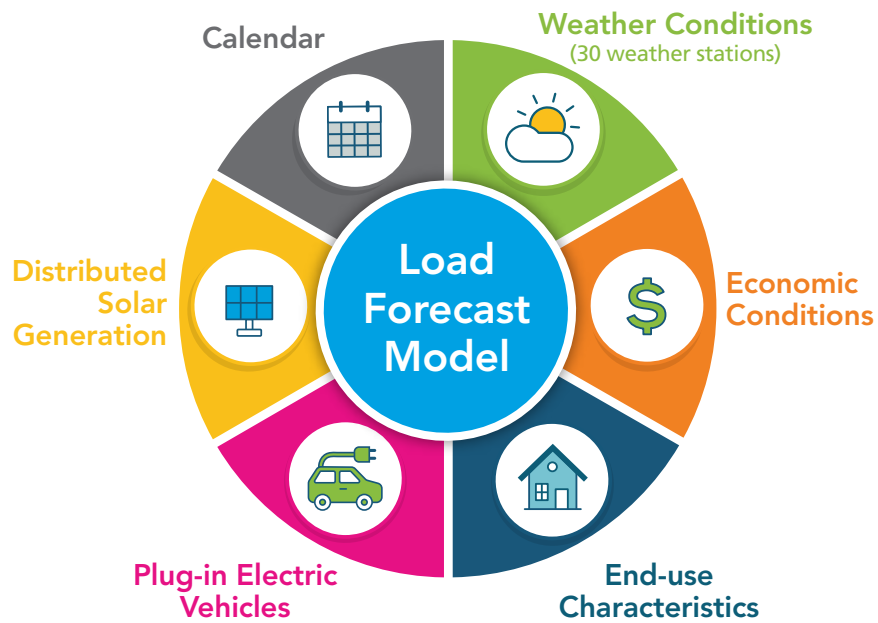 Calendar
Weather Conditions
(30 weather stations)
Distributed
Solar
Generation
Load
Forecast
Model
$
Economic
Conditions
Plug-in Electric
Vehicles
End-use
Characteristics